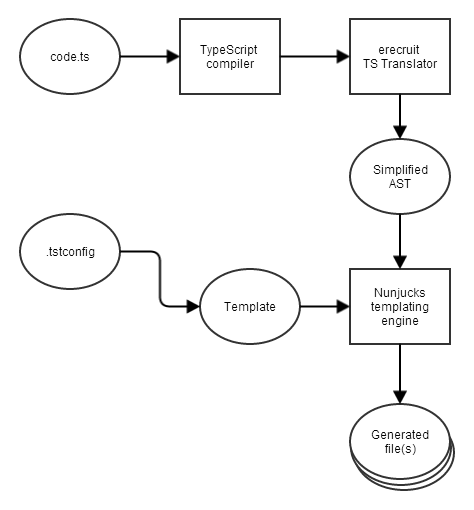 code.ts
TypeScript
compiler
erecruit
TS Translator
Simplified
AST
.tstconfig
Template
Nunjucks
templating
engine
Generated
file(s)